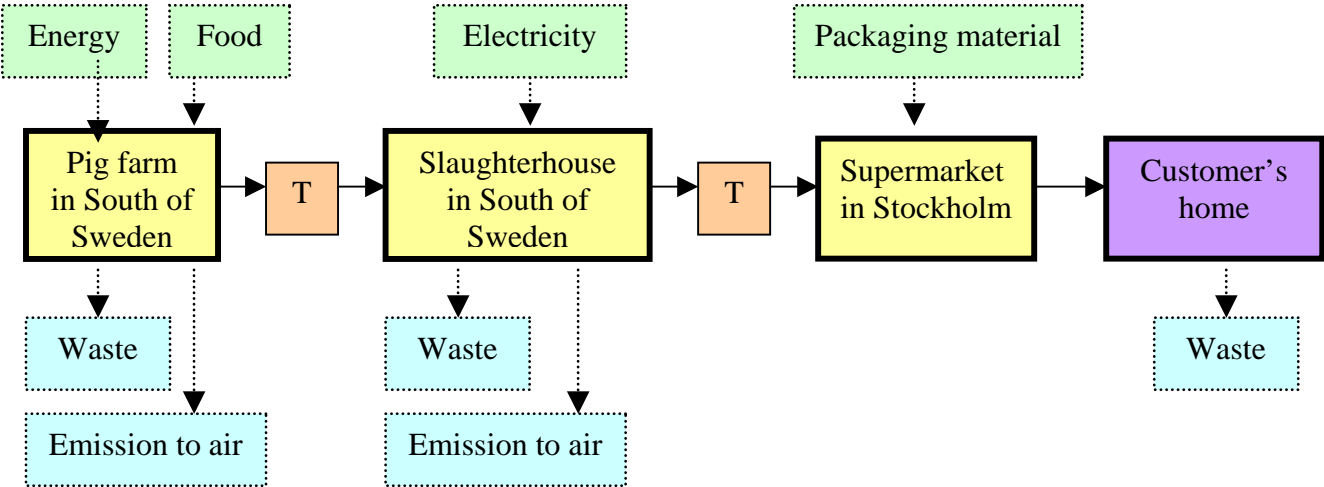 Energy
Food
Electricity
Packaging material
Pig farm
in South of
Sweden
T
Slaughterhouse
in South of
Sweden
T
Supermarket
in Stockholm
Customer's
home
Waste
Waste
Waste
Emission to air
Emission to air